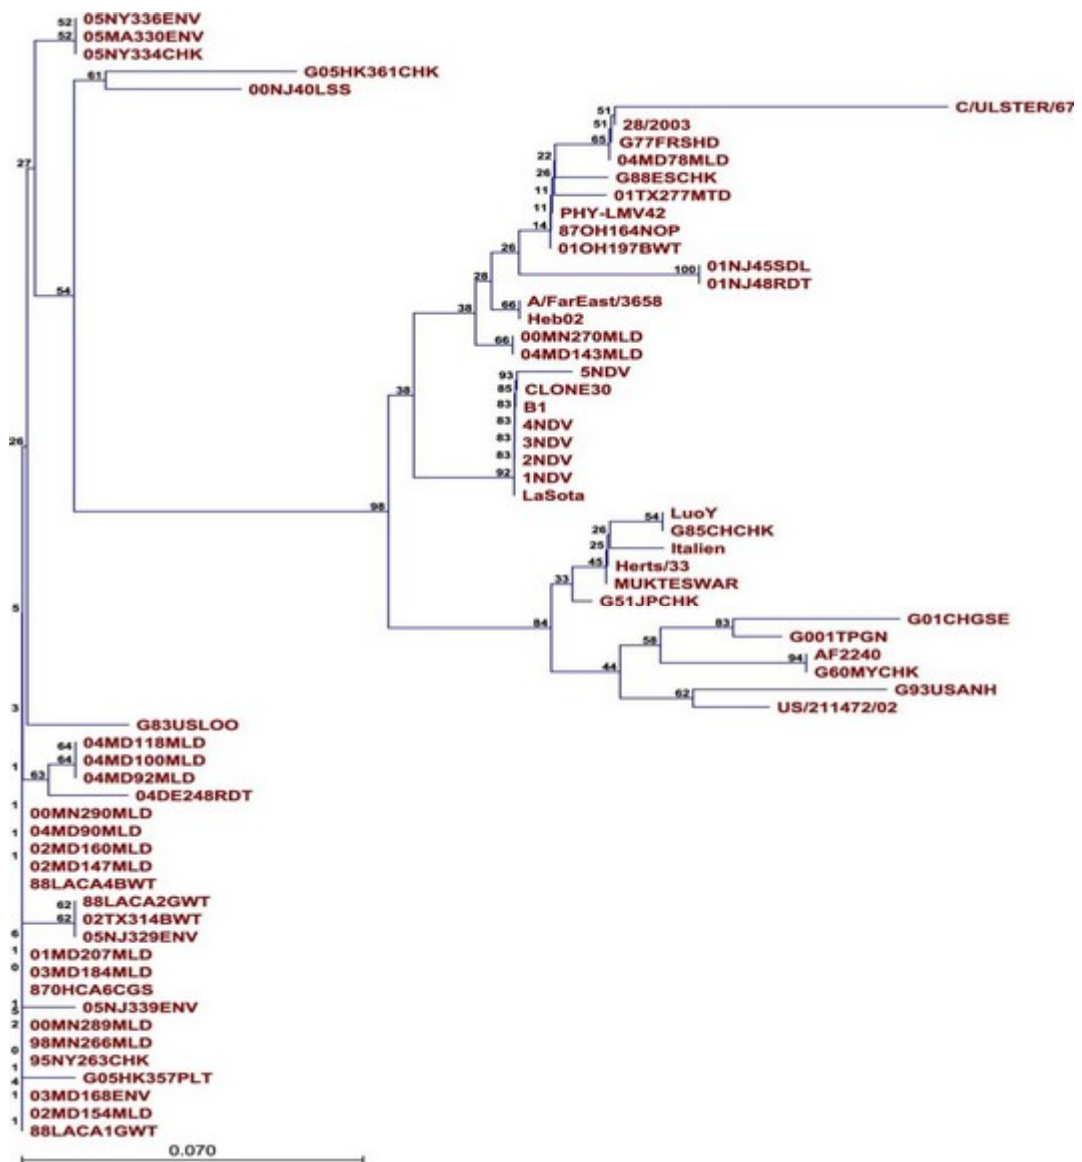 52 05NY336ENV
52 05MA330ENV
05NY334CHK
61 G05HK361CHK
00NJ40LSS
51 C/ULSTER/67
51 28/2003
65 G77FRSHD
27 22 04MD78MLD
26 G88ESCHK
11 01TX277MTD
11 PHY-LMV42
14 87OH164NOP
26 01OH197BWT
100 01NJ45SDL
28 01NJ48RDT
54 38 66 A/FarEast/3658
Heb02
66 00MN270MLD
04MD143MLD
93 5NDV
38 85 CLONE30
83 B1
83 4NDV
26 83 3NDV
83 2NDV
92 1NDV
LaSota
98 54 LuoY
26 G85CHCHK
25 Italien
45 Herts/33
33 MUKTESWAR
5 G51JPCHK
84 83 G01CHGSE
58 G001TPGN
94 AF2240
44 G60MYCHK
62 G93USANH
3 US/211472/02
G83USLOO
64 04MD118MLD
64 04MD100MLD
1 63 04MD92MLD
04DE248RDT
1 00MN290MLD
1 04MD90MLD
1 02MD160MLD
02MD147MLD
88LACA4BWT
62 88LACA2GWT
62 02TX314BWT
6 05NJ329ENV
1 01MD207MLD
0 03MD184MLD
870HCA6CGS
1 05NJ339ENV
5
2 00MN289MLD
0 98MN266MLD
1 95NY263CHK
4 G05HK357PLT
1 03MD168ENV
02MD154MLD
1 88LACA1GWT
0.070